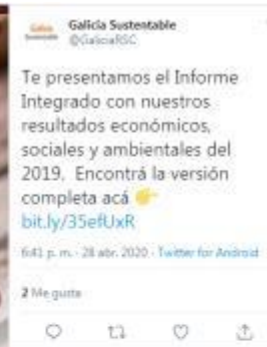 Galicia Sustentable
@GaliciaRSC
Te presentamos el Informe
Integrado con nuestros
resultados económicos,
sociales y ambientales del
2019. Encontrá la versión
completa acá 👉
bit.ly/35efUxR
6:41 p. m. · 28 abr. 2020 · Twitter for Android
2 Me gusta